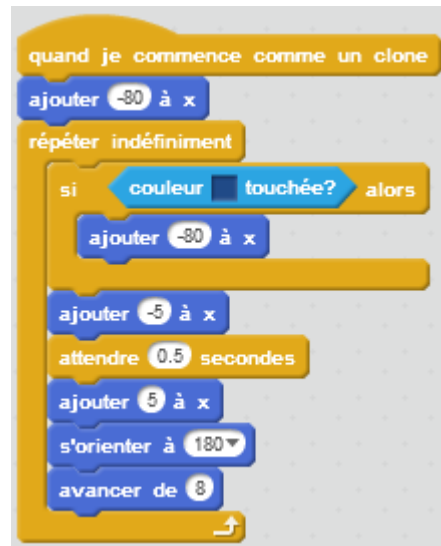 quand je commence comme un clone
ajouter -80 à x
répéter indéfiniment
si couleur touchée? alors
ajouter -80 à x
ajouter -5 à x
attendre 0.5 secondes
ajouter 5 à x
s'orienter à 180
avancer de 8